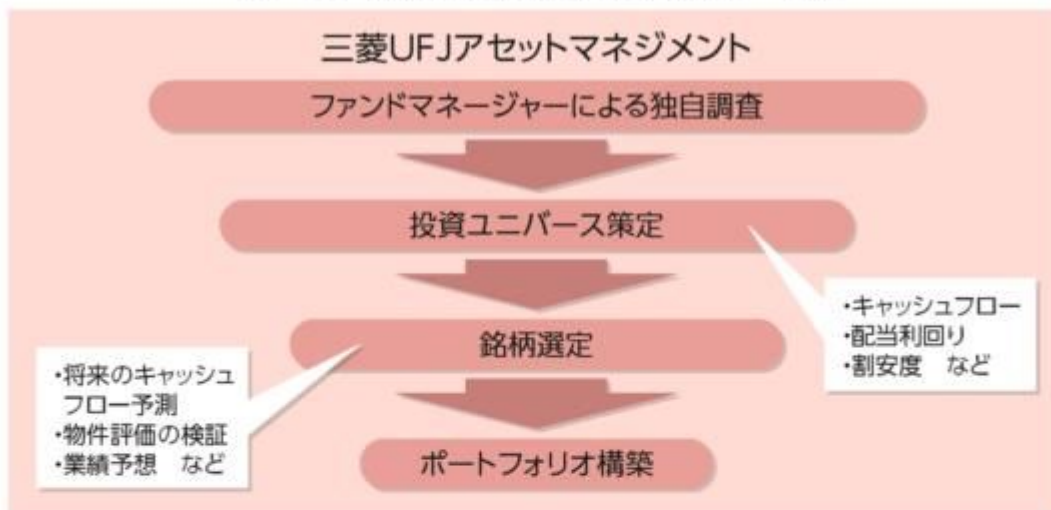 三菱UFJアセットマネジメント
ファンドマネージャーによる独自調査
投資ユニバース策定
・キャッシュフロー
・配当利回り
・割安度　など
銘柄選定
・将来のキャッシュ
フロー予測
・物件評価の検証
・業績予想　など
ポートフォリオ構築